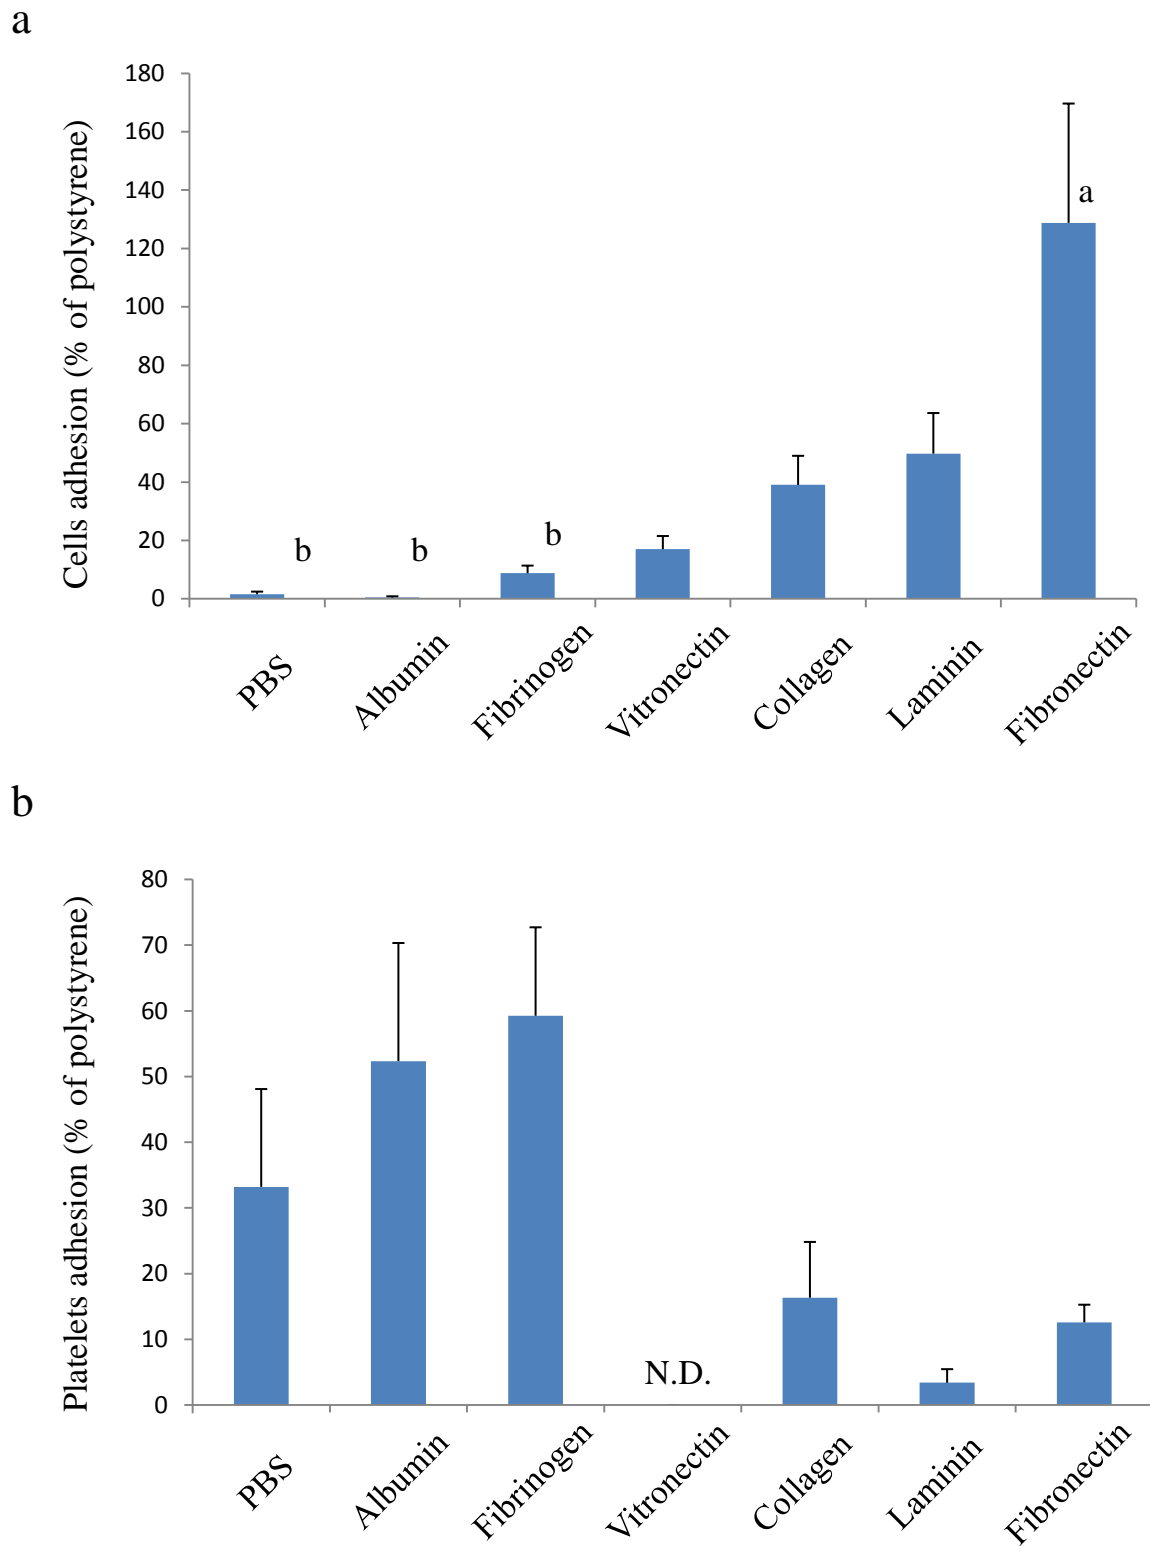 a
Cells adhesion (% of polystyrene)
180
160
140
120
100
80
60
40
20
0
b
b
b
a
PBS
Albumin
Fibrinogen
Vitronectin
Collagen
Laminin
Fibronectin
b
Platelets adhesion (% of polystyrene)
80
70
60
50
40
30
20
10
0
N.D.
PBS
Albumin
Fibrinogen
Vitronectin
Collagen
Laminin
Fibronectin